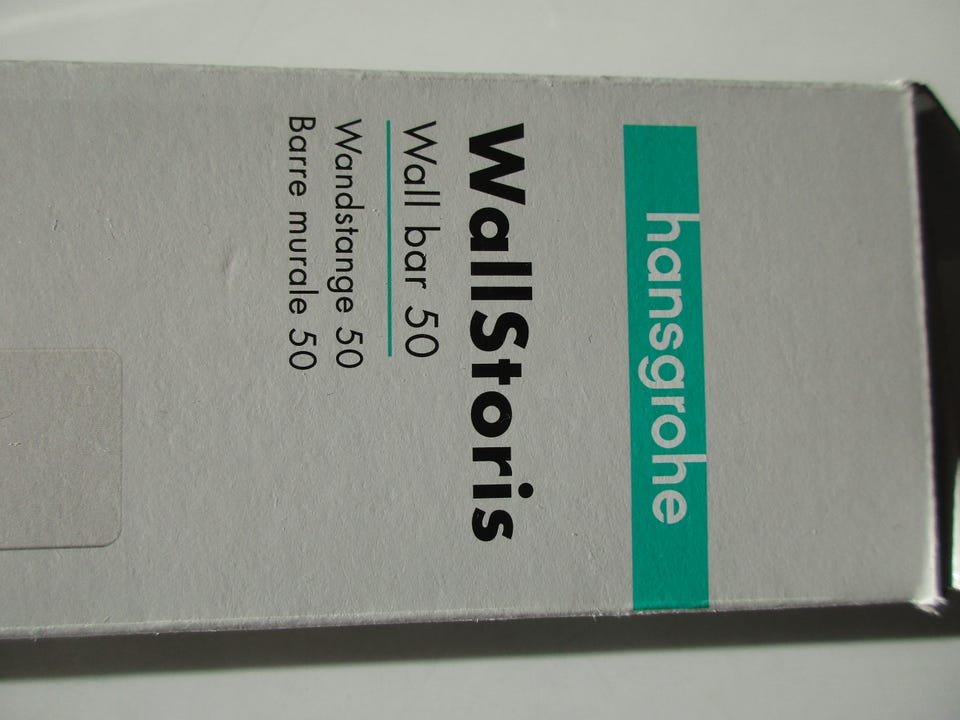 hansgrohe
WallStoris
Wall bar 50
Wandstange 50
Barre murale 50